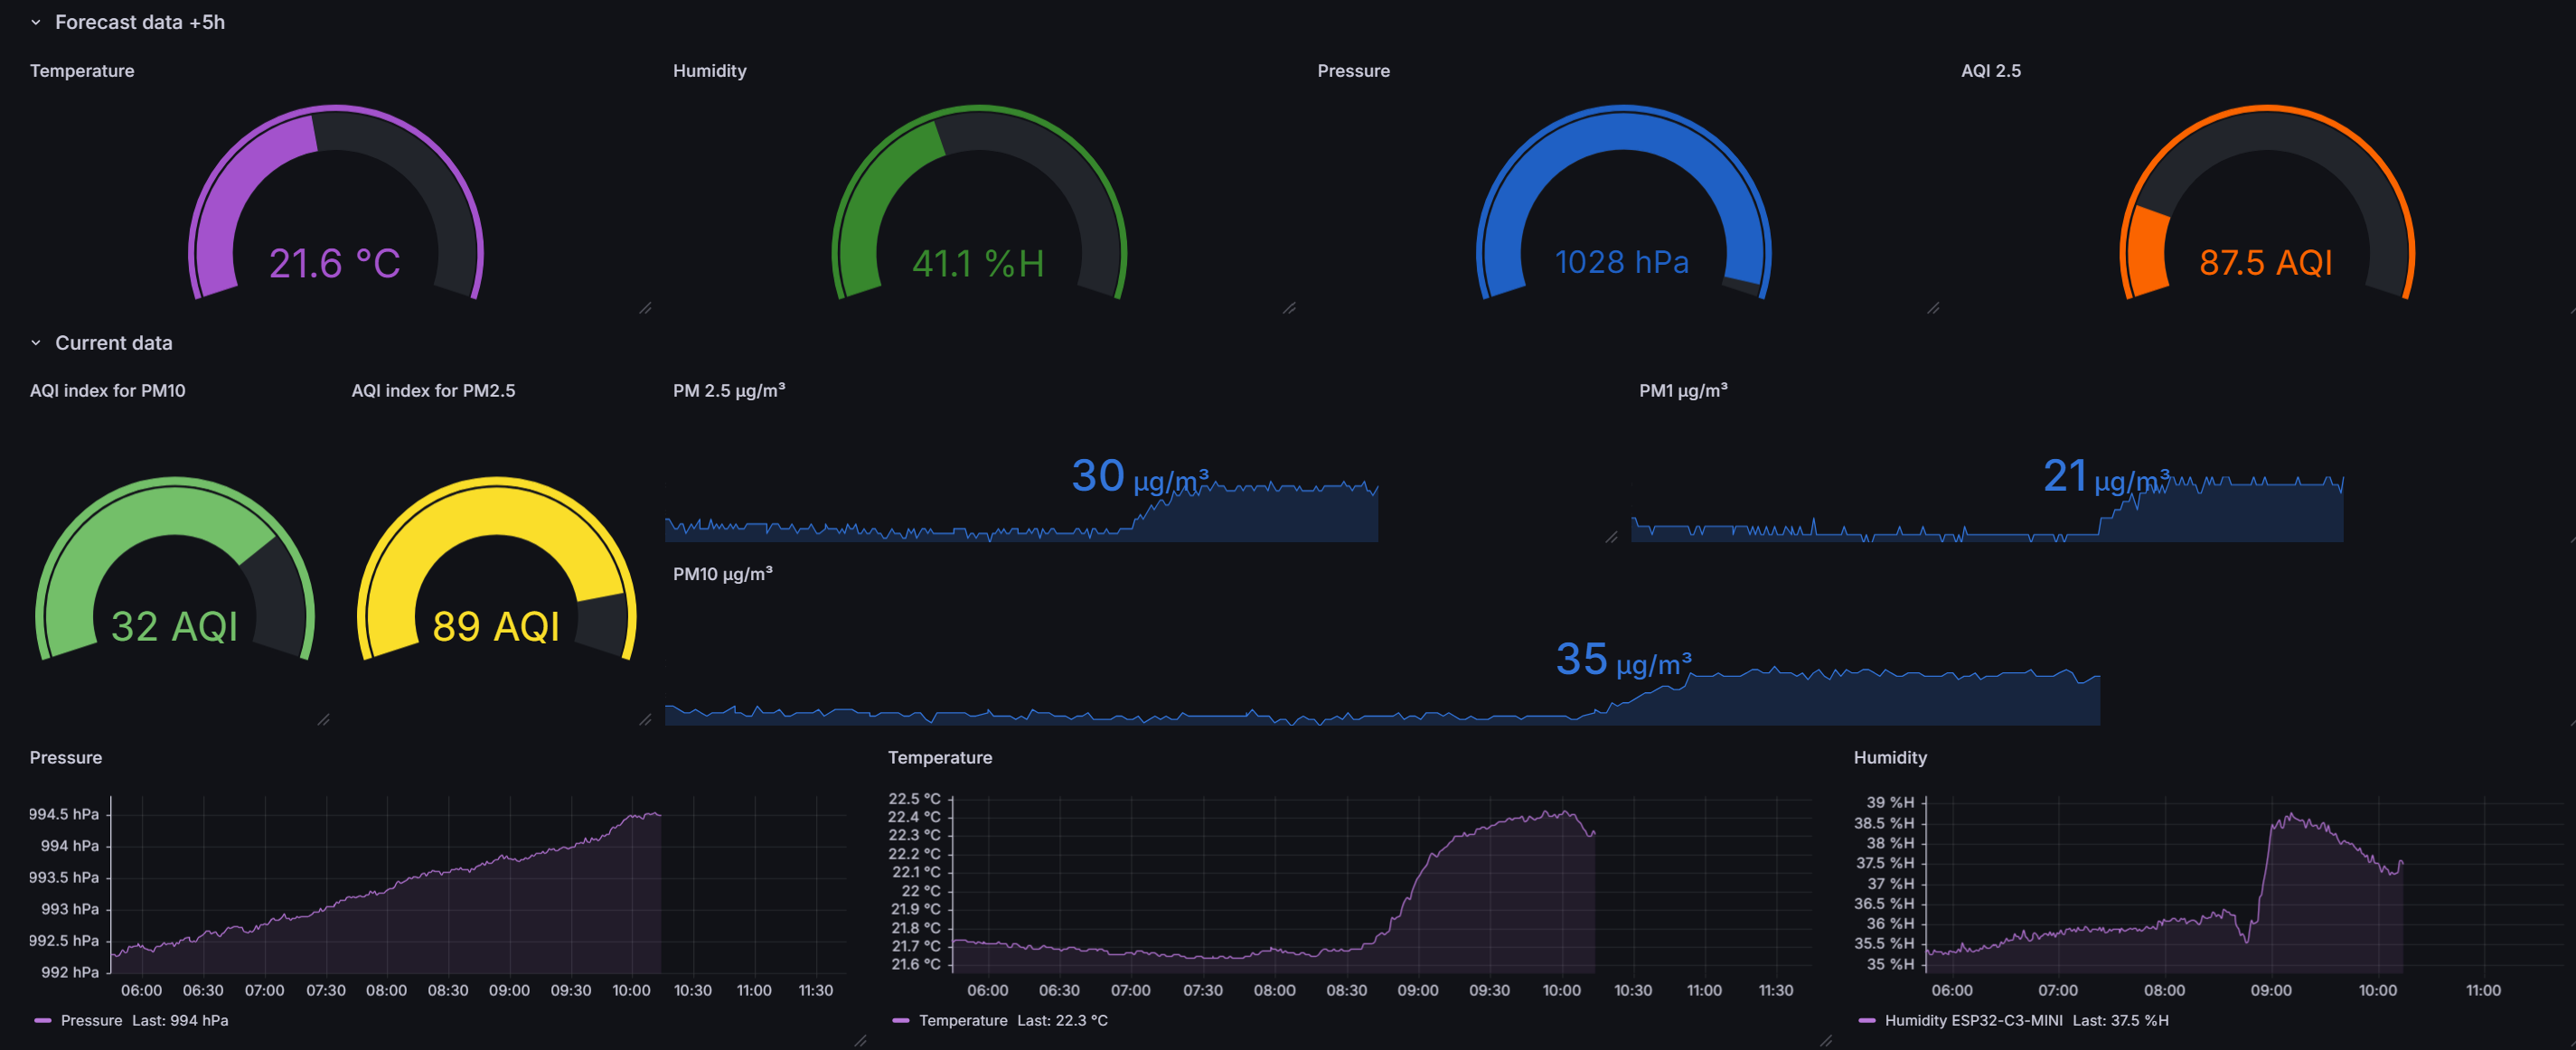 Forecast data +5h
Temperature
Humidity
Pressure
AQI 2.5
21.6 °C
41.1 %H
1028 hPa
87.5 AQI
Current data
AQI index for PM10
AQI index for PM2.5
PM 2.5 µg/m³
PM1 µg/m³
30 µg/m³
21 µg/m³
32 AQI
89 AQI
PM10 µg/m³
35 µg/m³
Pressure
994.5 hPa
994 hPa
993.5 hPa
993 hPa
992.5 hPa
992 hPa
06:00 06:30 07:00 07:30 08:00 08:30 09:00 09:30 10:00 10:30 11:00 11:30
Pressure Last: 994 hPa
Temperature
22.5 °C
22.4 °C
22.3 °C
22.2 °C
22.1 °C
22 °C
21.9 °C
21.8 °C
21.7 °C
21.6 °C
06:00 06:30 07:00 07:30 08:00 08:30 09:00 09:30 10:00 10:30 11:00 11:30
Temperature Last: 22.3 °C
Humidity
39 %H
38.5 %H
38 %H
37.5 %H
37 %H
36.5 %H
36 %H
35.5 %H
35 %H
06:00 07:00 08:00 09:00 10:00 11:00
Humidity ESP32-C3-MINI Last: 37.5 %H